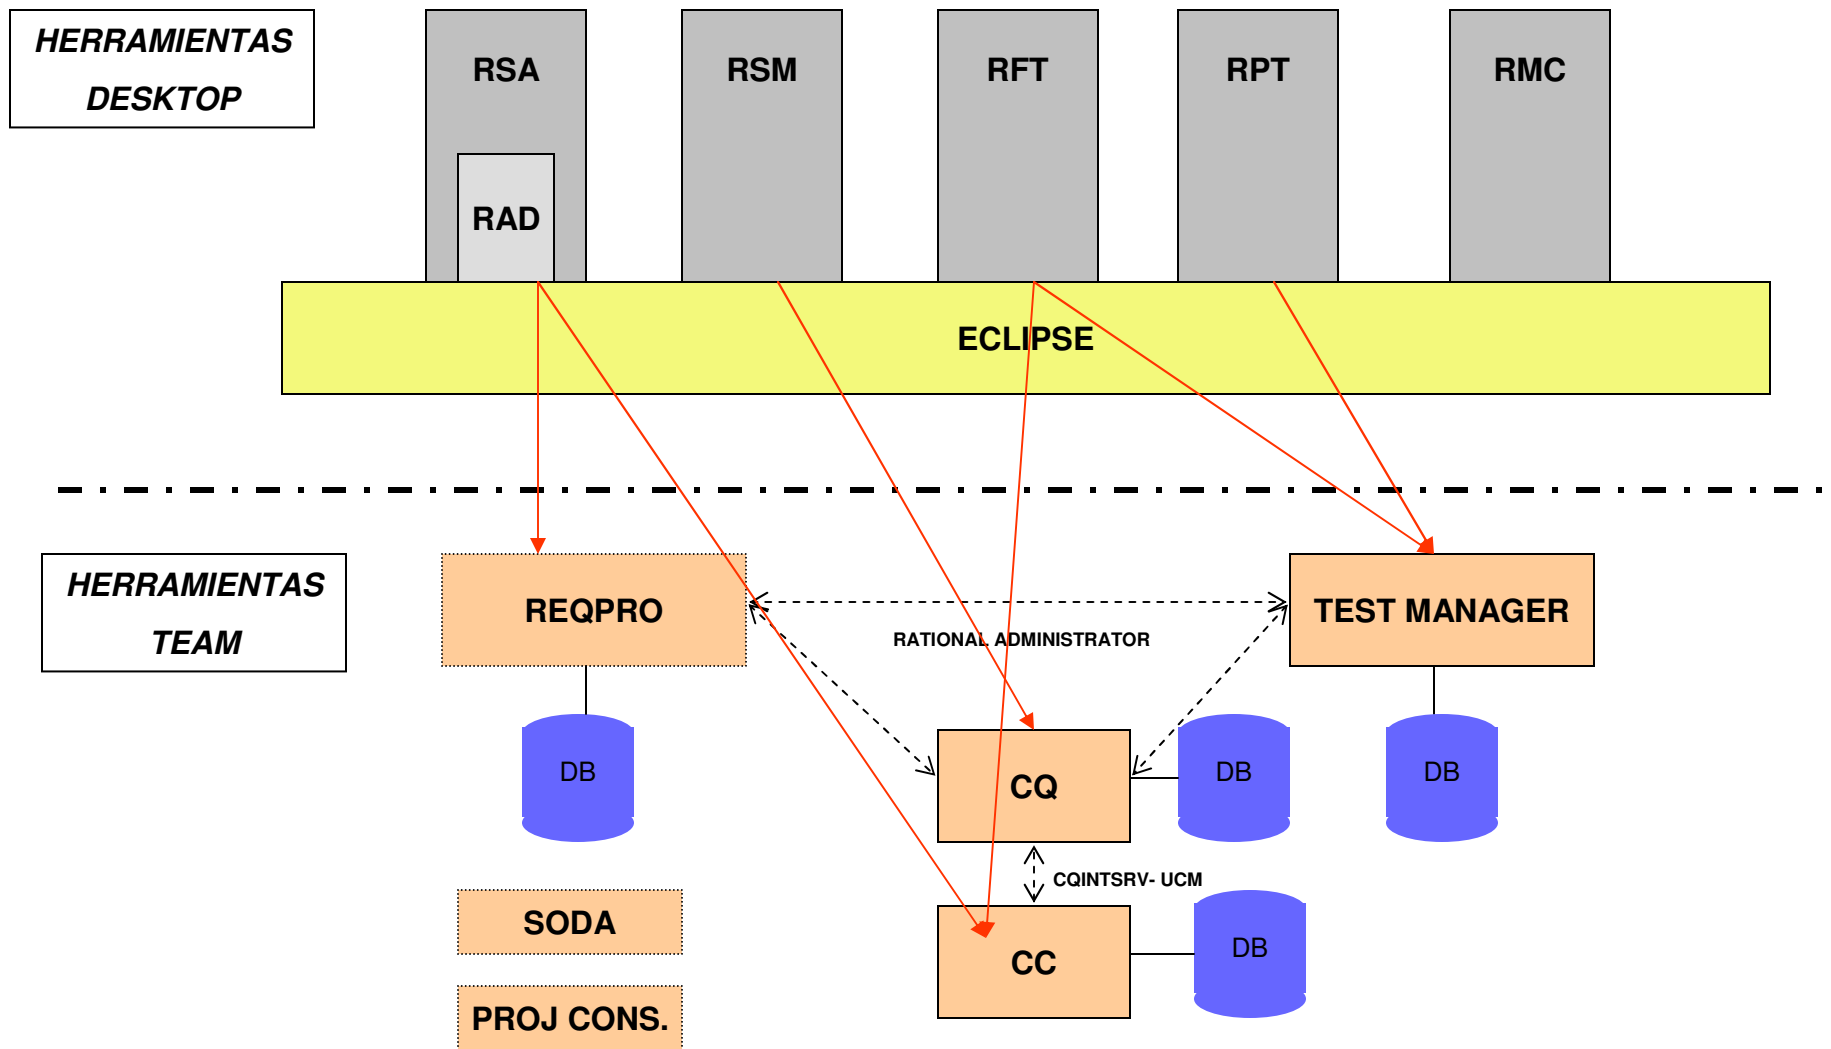 HERRAMIENTAS
DESKTOP
RSA
RSM
RFT
RPT
RMC
RAD
ECLIPSE
HERRAMIENTAS
TEAM
REQPRO
TEST MANAGER
RATIONAL ADMINISTRATOR
DB
CQ
DB
DB
CQINTSRV- UCM
SODA
CC
DB
PROJ CONS.